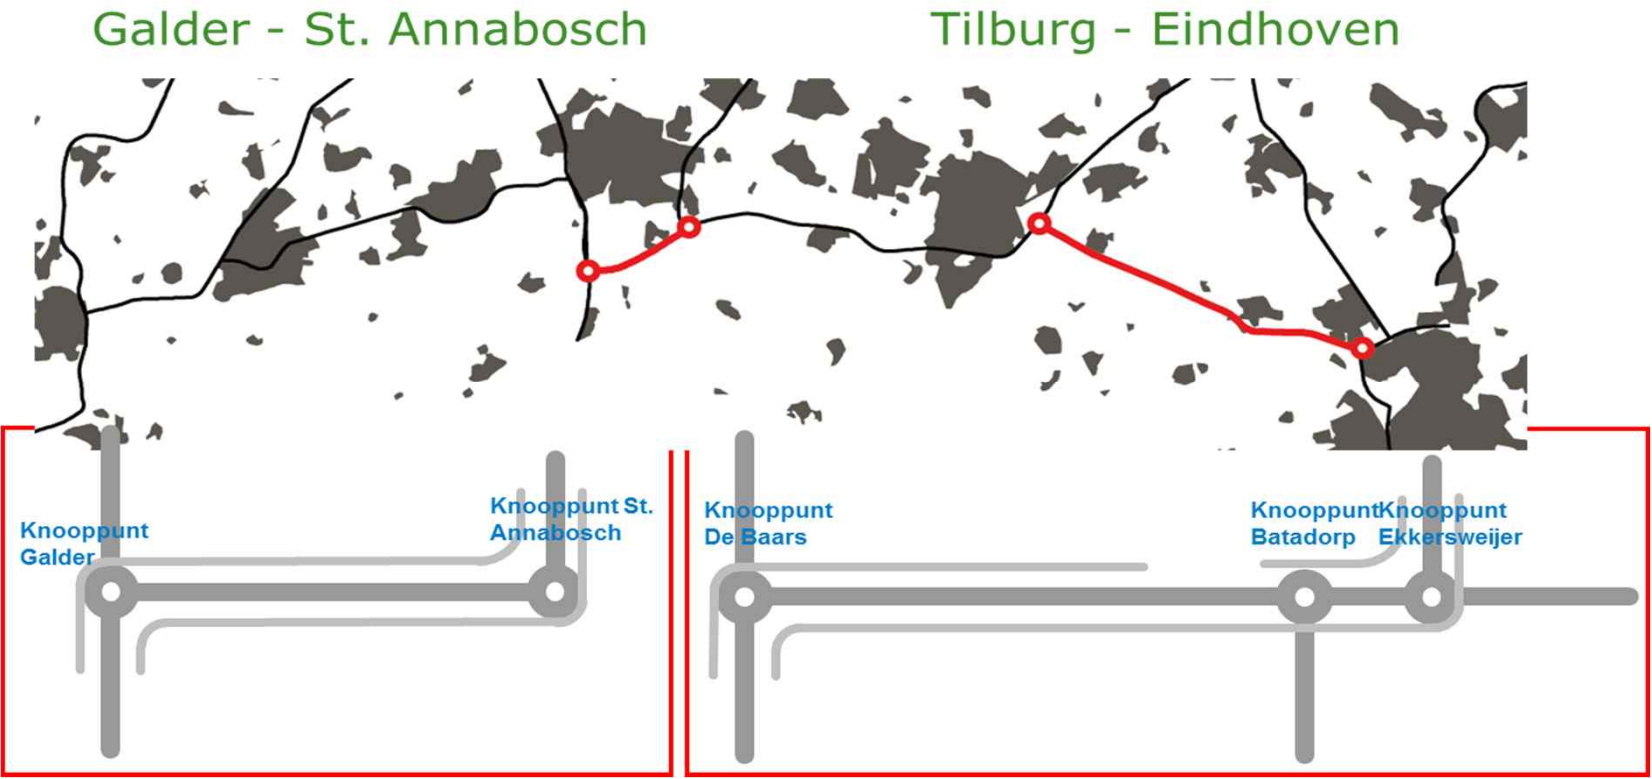 Galder - St. Annabosch
Tilburg - Eindhoven
Knooppunt
Galder
Knooppunt St.
Annabosch
Knooppunt
De Baars
Knooppunt
Batadorp
Knooppunt
Ekkersweijer